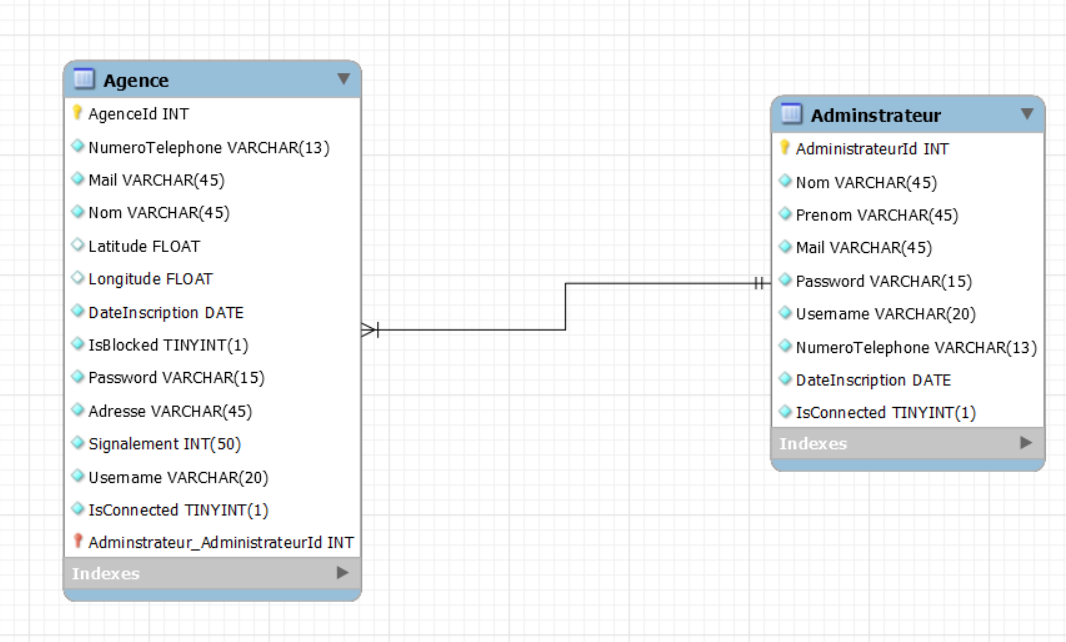 Agence
AgenceId INT
NumeroTelephone VARCHAR(13)
Mail VARCHAR(45)
Nom VARCHAR(45)
Latitude FLOAT
Longitude FLOAT
DateInscription DATE
IsBlocked TINYINT(1)
Password VARCHAR(15)
Adresse VARCHAR(45)
Signalement INT(50)
Username VARCHAR(20)
IsConnected TINYINT(1)
Adminstrateur_AdministrateurId INT
Indexes
Adminstrateur
AdministrateurId INT
Nom VARCHAR(45)
Prenom VARCHAR(45)
Mail VARCHAR(45)
Password VARCHAR(15)
Username VARCHAR(20)
NumeroTelephone VARCHAR(13)
DateInscription DATE
IsConnected TINYINT(1)
Indexes